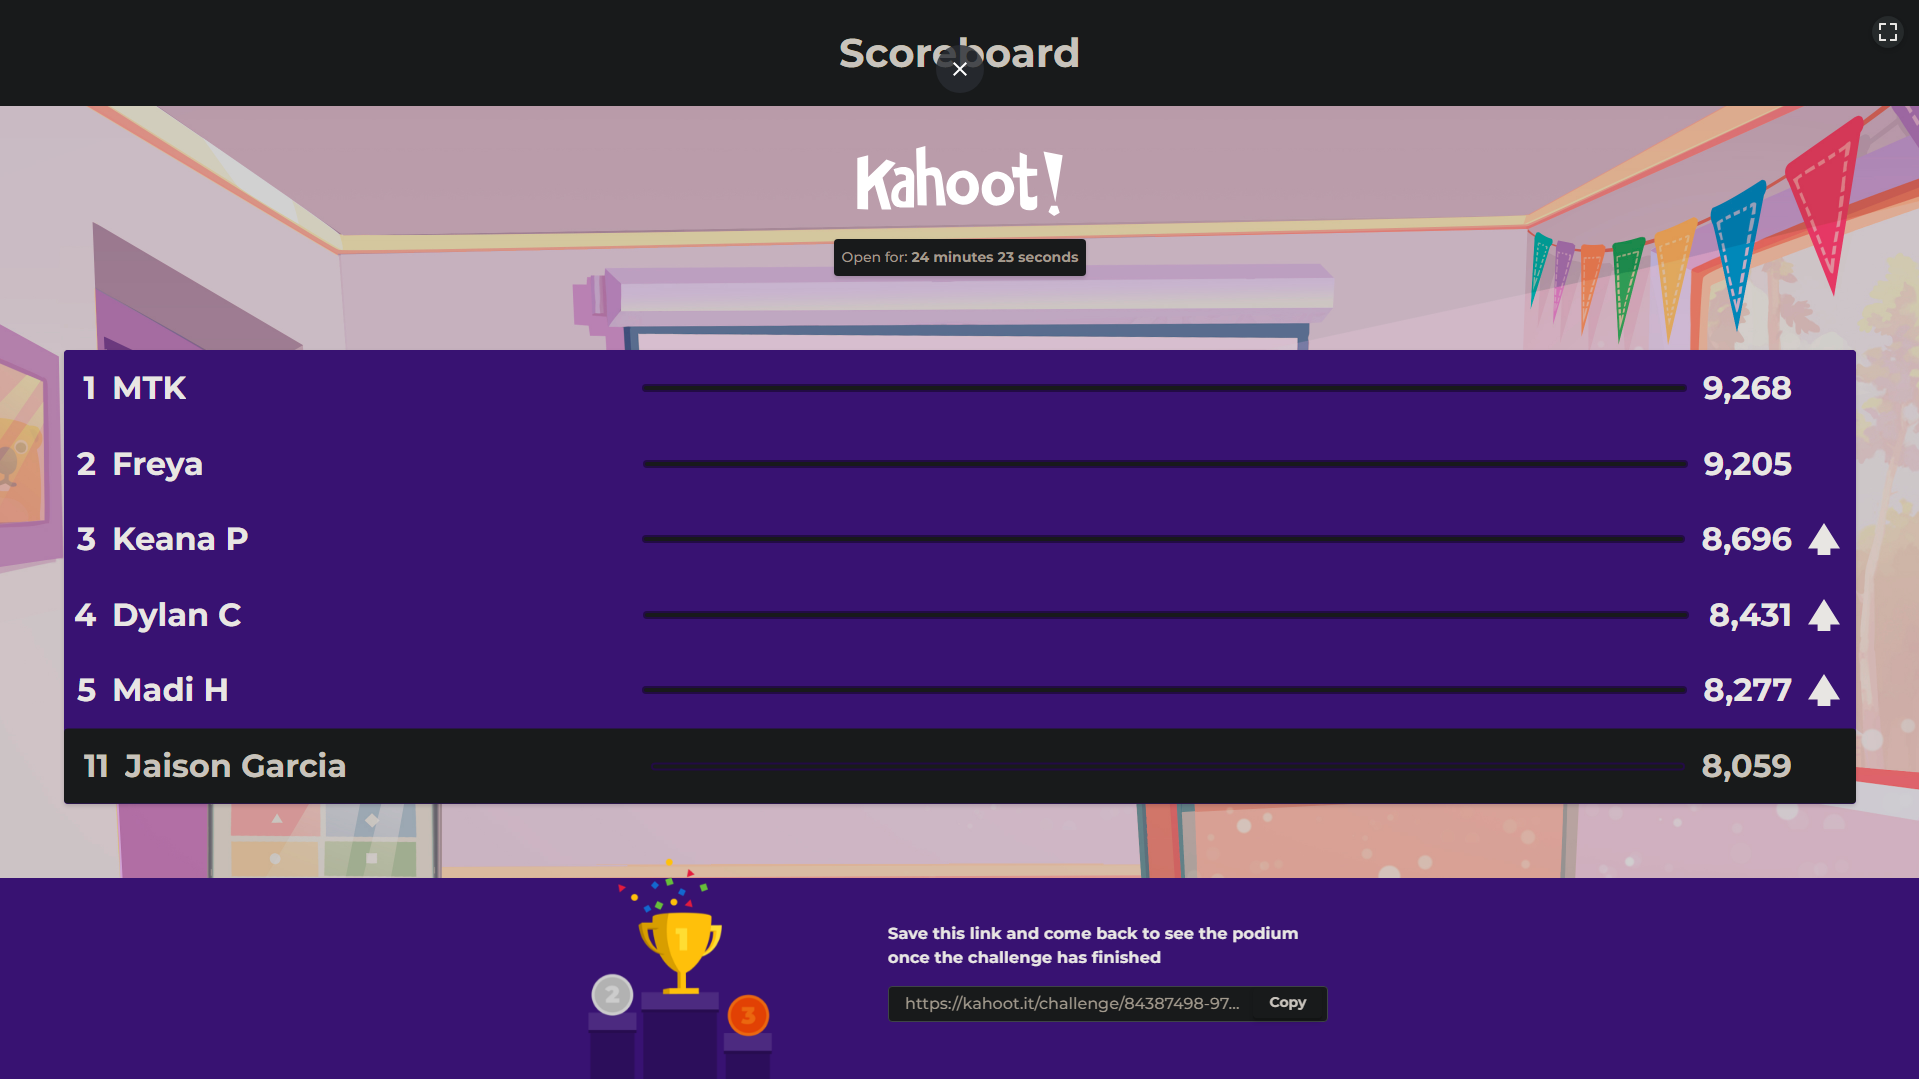 Scoreboard
Kahoot!
Open for: 24 minutes 23 seconds
1 MTK 9,268
2 Freya 9,205
3 Keana P 8,696
4 Dylan C 8,431
5 Madi H 8,277
11 Jaison Garcia 8,059
1
2
3
Save this link and come back to see the podium
once the challenge has finished
https://kahoot.it/challenge/84387498-97... Copy